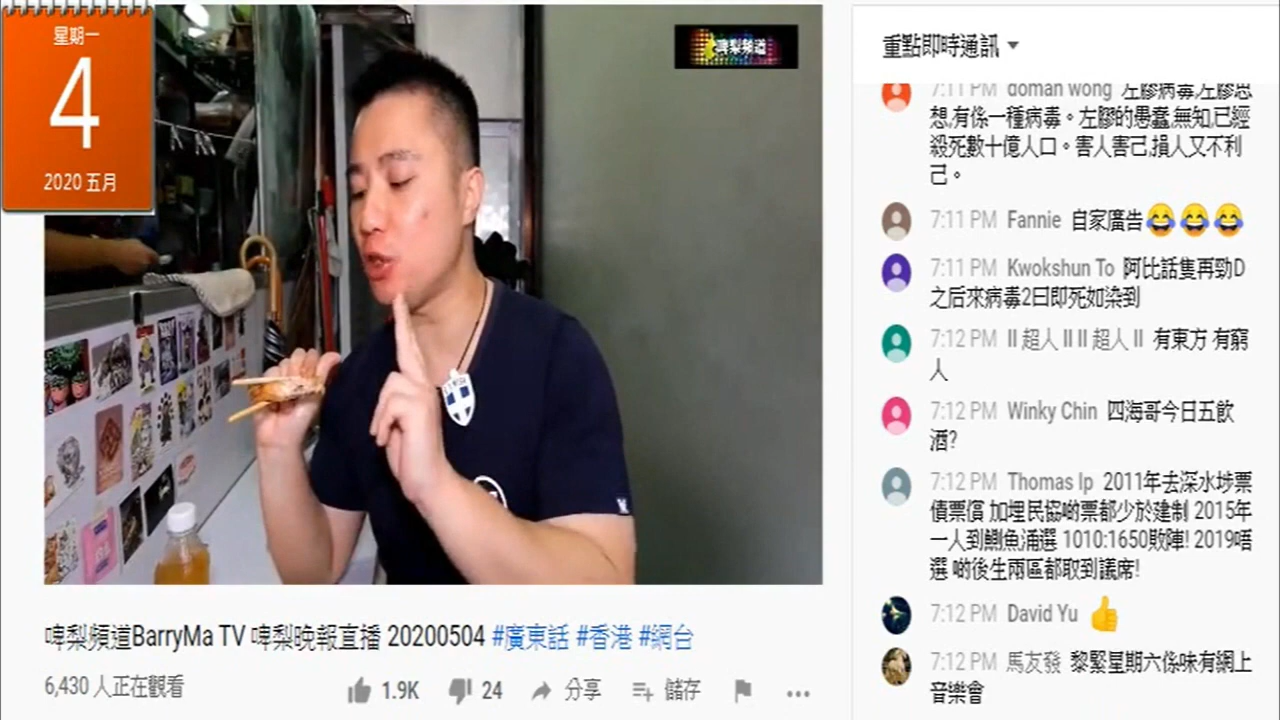 星期一
4
2020 五月
啤梨頻道
重點即時通訊
7:11 PM doman wong 左膠病毒,左膠思
想,有係一種病毒。左膠的愚蠢,無知,已經
殺死數十億人口。害人害己,損人又不利
己。
7:11 PM Fannie 自家廣告😂😂😂
7:11 PM Kwokshun To 阿比話隻再勁D
之后來病毒2曰即死如染到
7:12 PM II 超人 II II 超人 II 有東方 有窮
人
7:12 PM Winky Chin 四海哥今日五飲
酒?
7:12 PM Thomas Ip 2011年去深水埗票
債票償 加埋民協啲票都少於建制 2015年
一人到鰂魚涌選 1010:1650敗陣! 2019唔
選 啲後生兩區都取到議席!
7:12 PM David Yu 👍
7:12 PM 馬友發 黎緊星期六係味有網上
音樂會
啤梨頻道BarryMa TV 啤梨晚報直播 20200504 #廣東話 #香港 #網台
6,430 人正在觀看
1.9K
24
分享
儲存